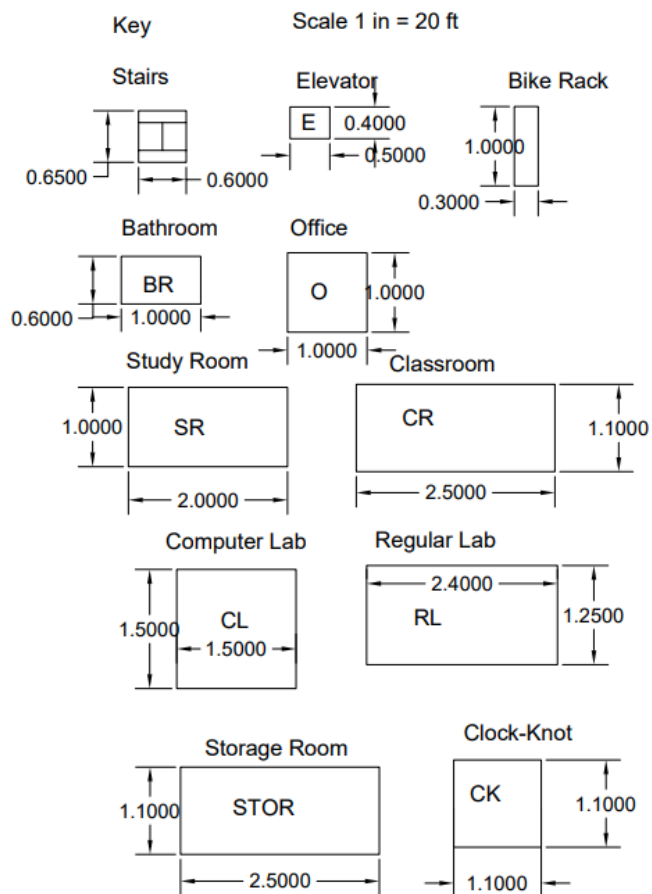 Key Scale 1 in = 20 ft
Stairs Elevator Bike Rack
E 0.4000
1.0000
0.6500 0.6000 0.5000
0.3000
Bathroom Office
BR O 1.0000
0.6000 1.0000
1.0000
Study Room Classroom
1.0000 SR CR 1.1000
2.0000 2.5000
Computer Lab Regular Lab
2.4000
1.5000 CL RL 1.2500
1.5000
Storage Room Clock-Knot
1.1000 STOR CK 1.1000
2.5000 1.1000